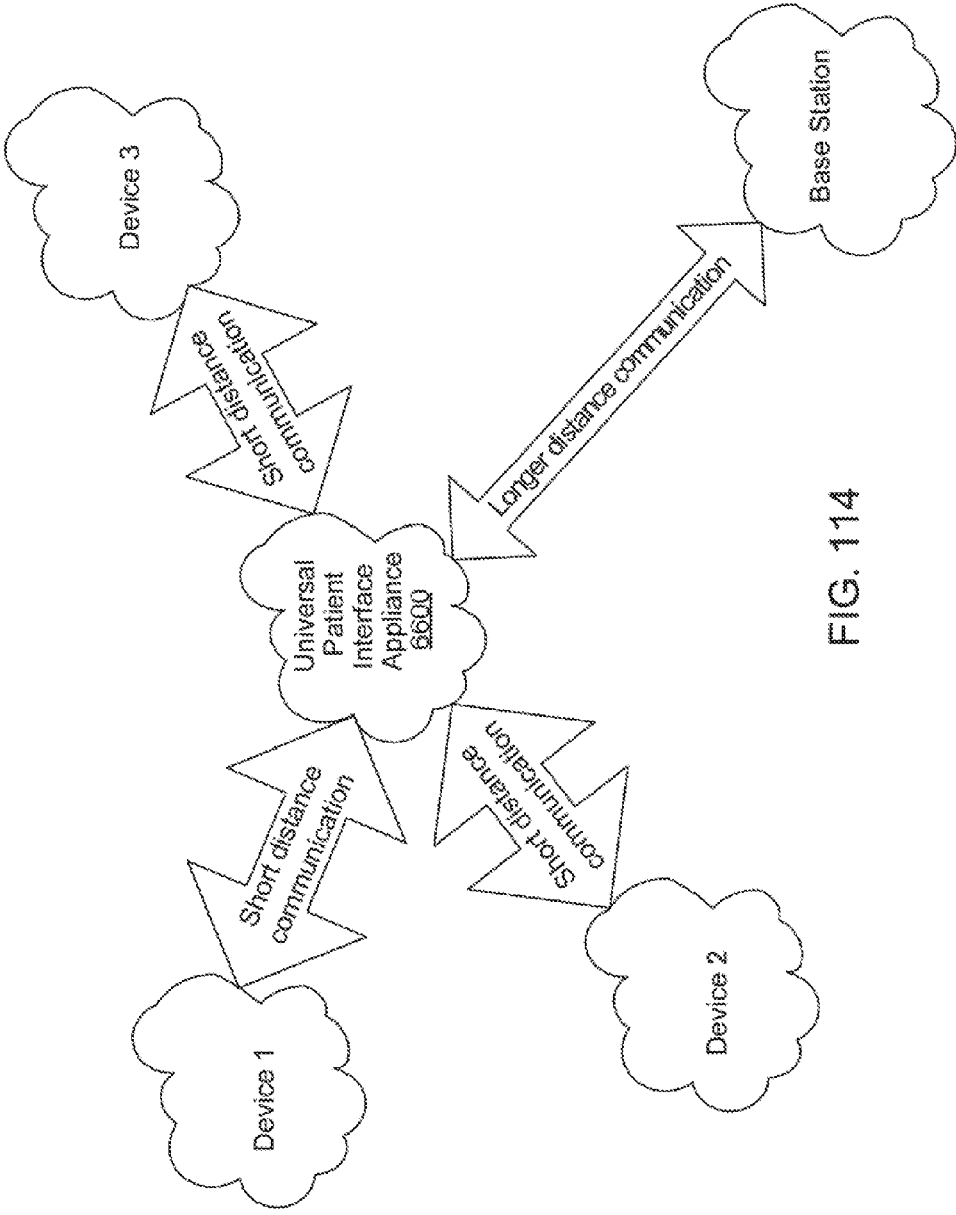 Device 1
Short distance
communication
Device 2
Short distance
communication
Universal
Patient
Interface
Appliance
6600
Short distance
communication
Device 3
Longer distance communication
Base Station
FIG. 114